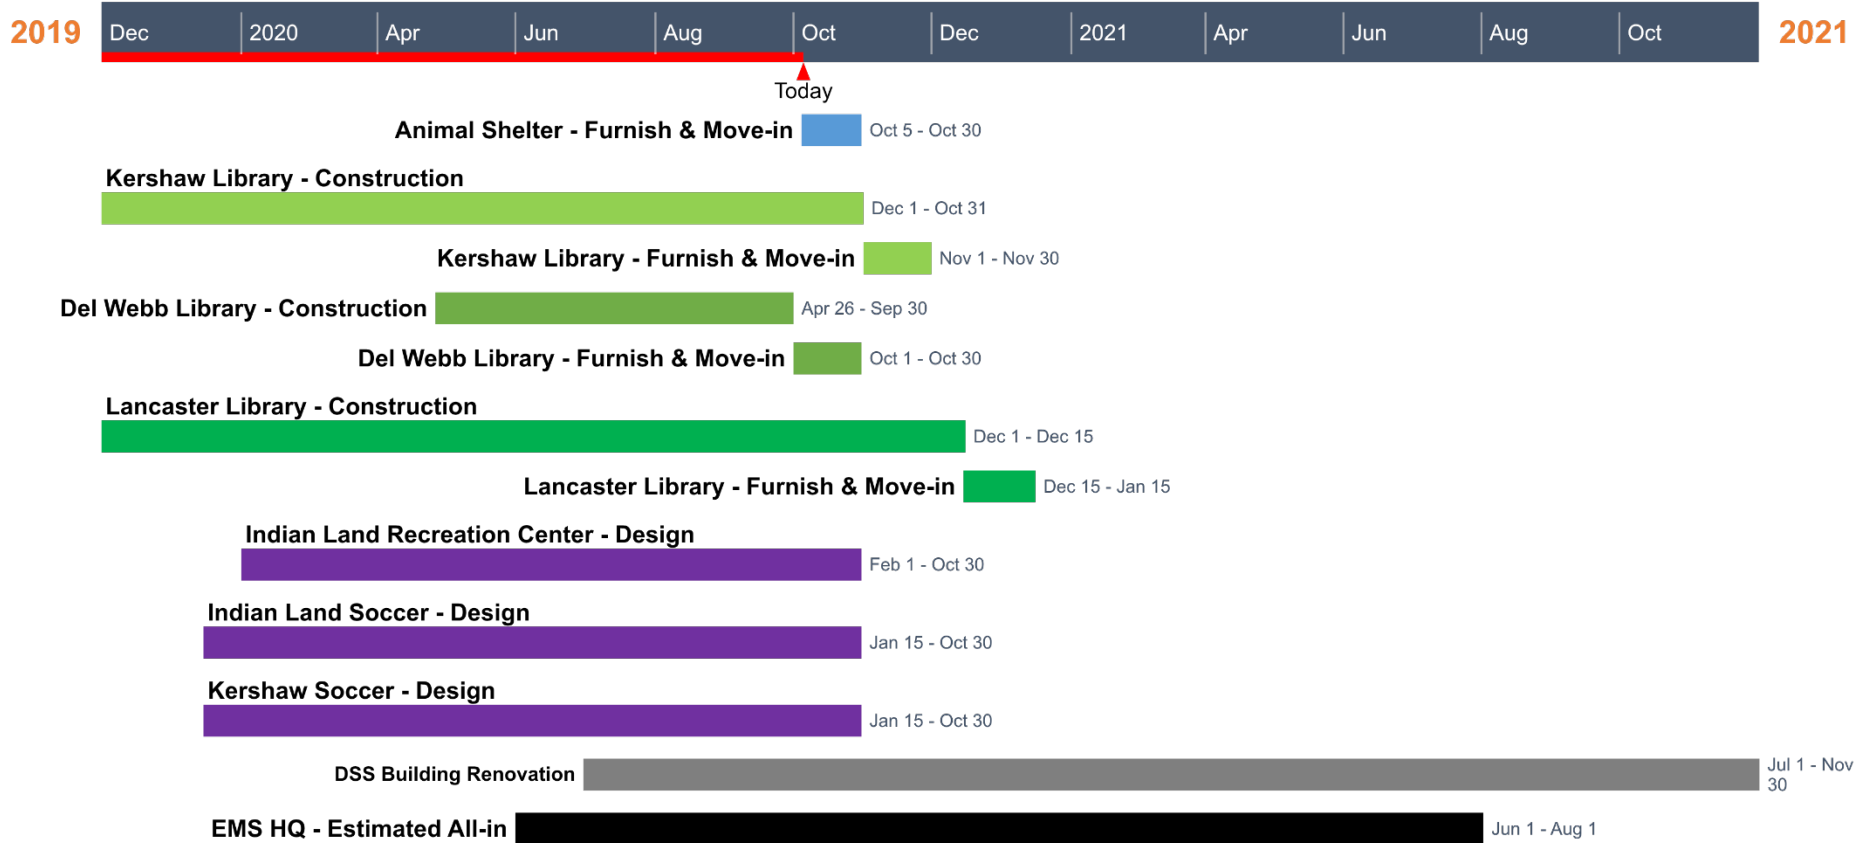 2019 Dec 2020 Apr Jun Aug Oct Dec 2021 Apr Jun Aug Oct 2021
Today
Animal Shelter - Furnish & Move-in Oct 5 - Oct 30
Kershaw Library - Construction
Dec 1 - Oct 31
Kershaw Library - Furnish & Move-in Nov 1 - Nov 30
Del Webb Library - Construction Apr 26 - Sep 30
Del Webb Library - Furnish & Move-in Oct 1 - Oct 30
Lancaster Library - Construction
Dec 1 - Dec 15
Lancaster Library - Furnish & Move-in Dec 15 - Jan 15
Indian Land Recreation Center - Design
Feb 1 - Oct 30
Indian Land Soccer - Design
Jan 15 - Oct 30
Kershaw Soccer - Design
Jan 15 - Oct 30
DSS Building Renovation Jul 1 - Nov
30
EMS HQ - Estimated All-in Jun 1 - Aug 1